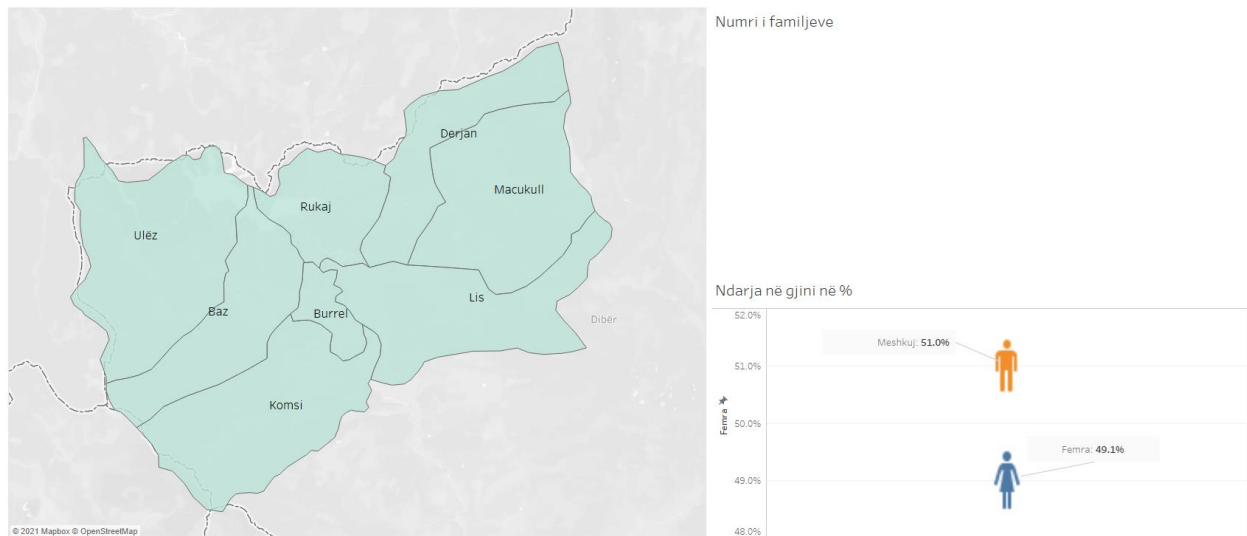 Derjan
Macukull
Rukaj
Ulëz
Lis
Baz
Burrel
Dibër
Komsi
© 2021 Mapbox © OpenStreetMap
Numri i familjeve
Ndarja në gjini në %
52.0%
Meshkuj: 51.0%
51.0%
Femra
50.0%
Femra: 49.1%
49.0%
48.0%